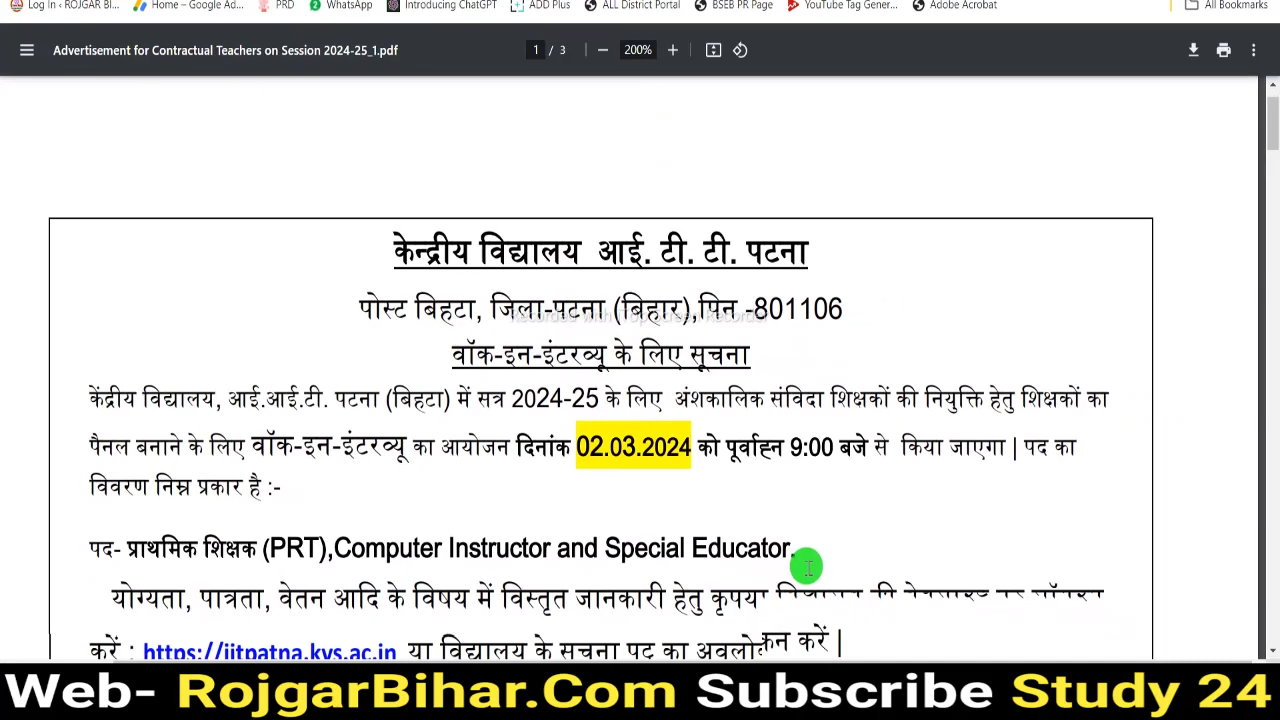 Log In ‹ ROJGAR BI... Home – Google Ad... PRD WhatsApp Introducing ChatGPT ADD Plus ALL District Portal BSEB PR Page YouTube Tag Gener... Adobe Acrobat All Bookmarks
Advertisement for Contractual Teachers on Session 2024-25_1.pdf 1 / 3 200%
केन्द्रीय विद्यालय आई. टी. टी. पटना
पोस्ट बिहटा, जिला-पटना (बिहार),पिन -801106
Recorded with iTop Screen Recorder
वॉक-इन-इंटरव्यू के लिए सूचना
केंद्रीय विद्यालय, आई.आई.टी. पटना (बिहटा) में सत्र 2024-25 के लिए अंशकालिक संविदा शिक्षकों की नियुक्ति हेतु शिक्षकों का
पैनल बनाने के लिए वॉक-इन-इंटरव्यू का आयोजन दिनांक 02.03.2024 को पूर्वाह्न 9:00 बजे से किया जाएगा | पद का
विवरण निम्न प्रकार है :-
पद- प्राथमिक शिक्षक (PRT),Computer Instructor and Special Educator.
योग्यता, पात्रता, वेतन आदि के विषय में विस्तृत जानकारी हेतु कृपया
करें : https://iitpatna.kvs.ac.in या विद्यालय के सूचना पट का अवलोकन करें |
Web- RojgarBihar.Com Subscribe Study 24